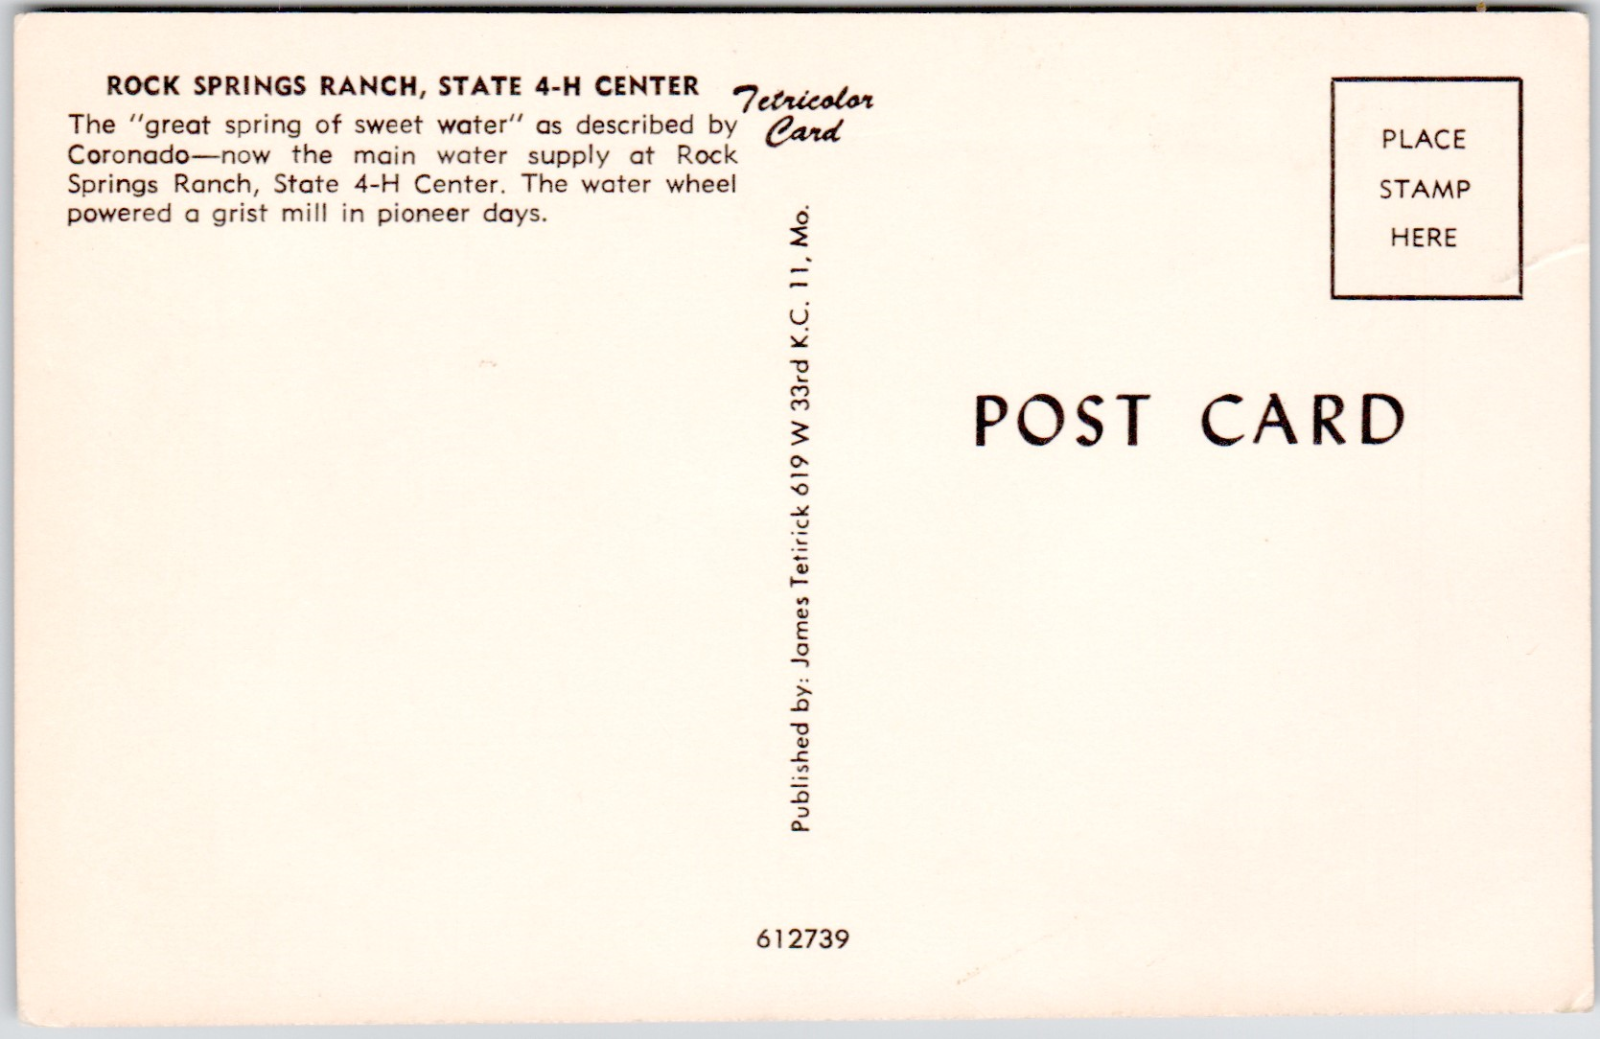 ROCK SPRINGS RANCH, STATE 4-H CENTER
The "great spring of sweet water" as described by
Coronado—now the main water supply at Rock
Springs Ranch, State 4-H Center. The water wheel
powered a grist mill in pioneer days.
Tetricolor
Card
Published by: James Tetirick 619 W 33rd K.C. 11, Mo.
612739
PLACE
STAMP
HERE
POST CARD